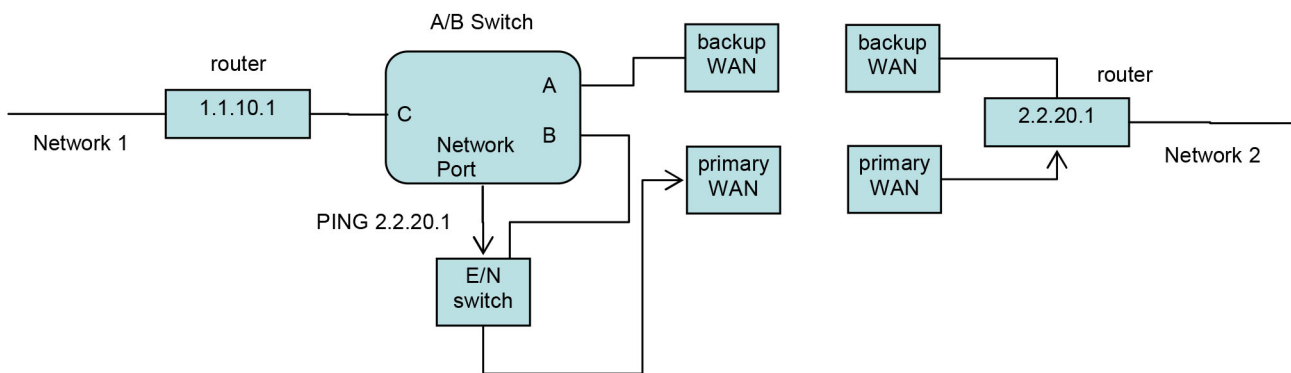 A/B Switch
router
1.1.10.1
Network 1
C
A
B
Network
Port
PING 2.2.20.1
E/N
switch
backup
WAN
primary
WAN
backup
WAN
primary
WAN
router
2.2.20.1
Network 2